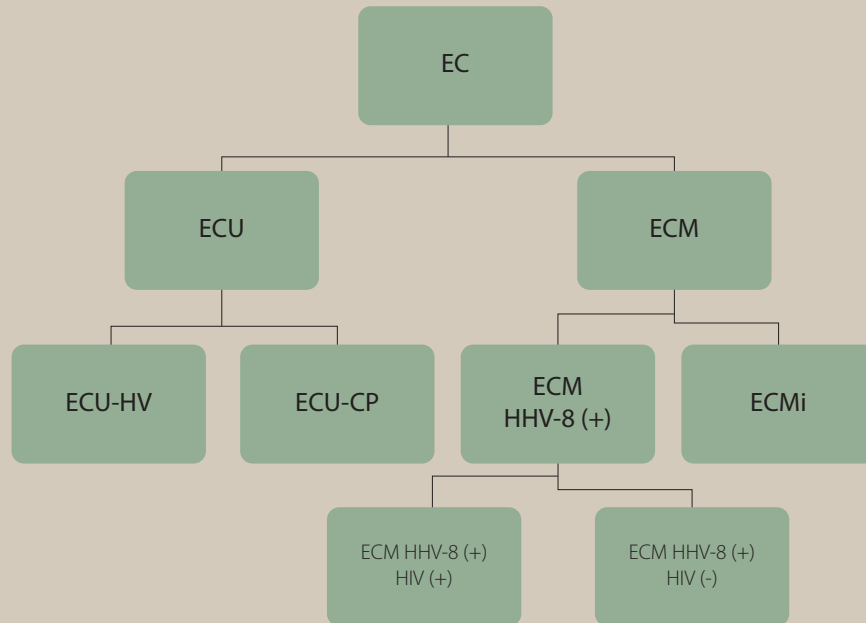 EC
ECU
ECM
ECU-HV
ECU-CP
ECM
HHV-8 (+)
ECMi
ECM HHV-8 (+)
HIV (+)
ECM HHV-8 (+)
HIV (-)